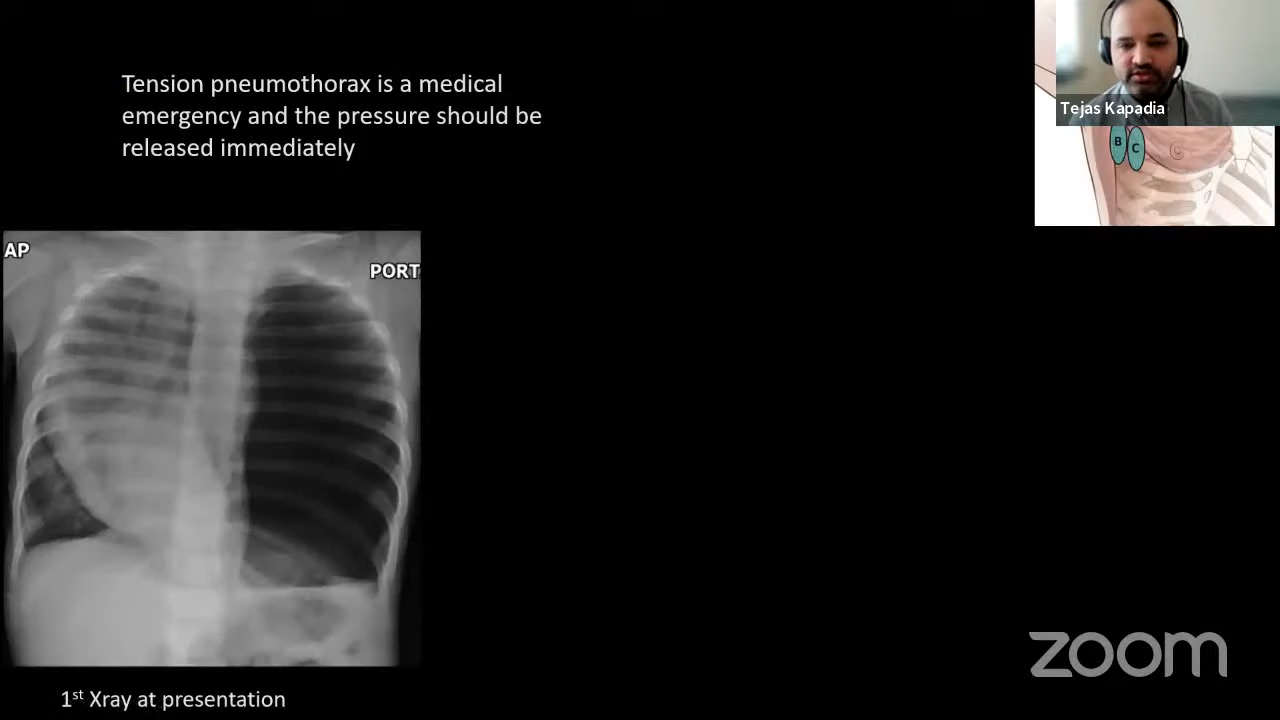 Tension pneumothorax is a medical
emergency and the pressure should be
released immediately
Tejas Kapadia
B
C
AP
PORT
1st Xray at presentation
zoom